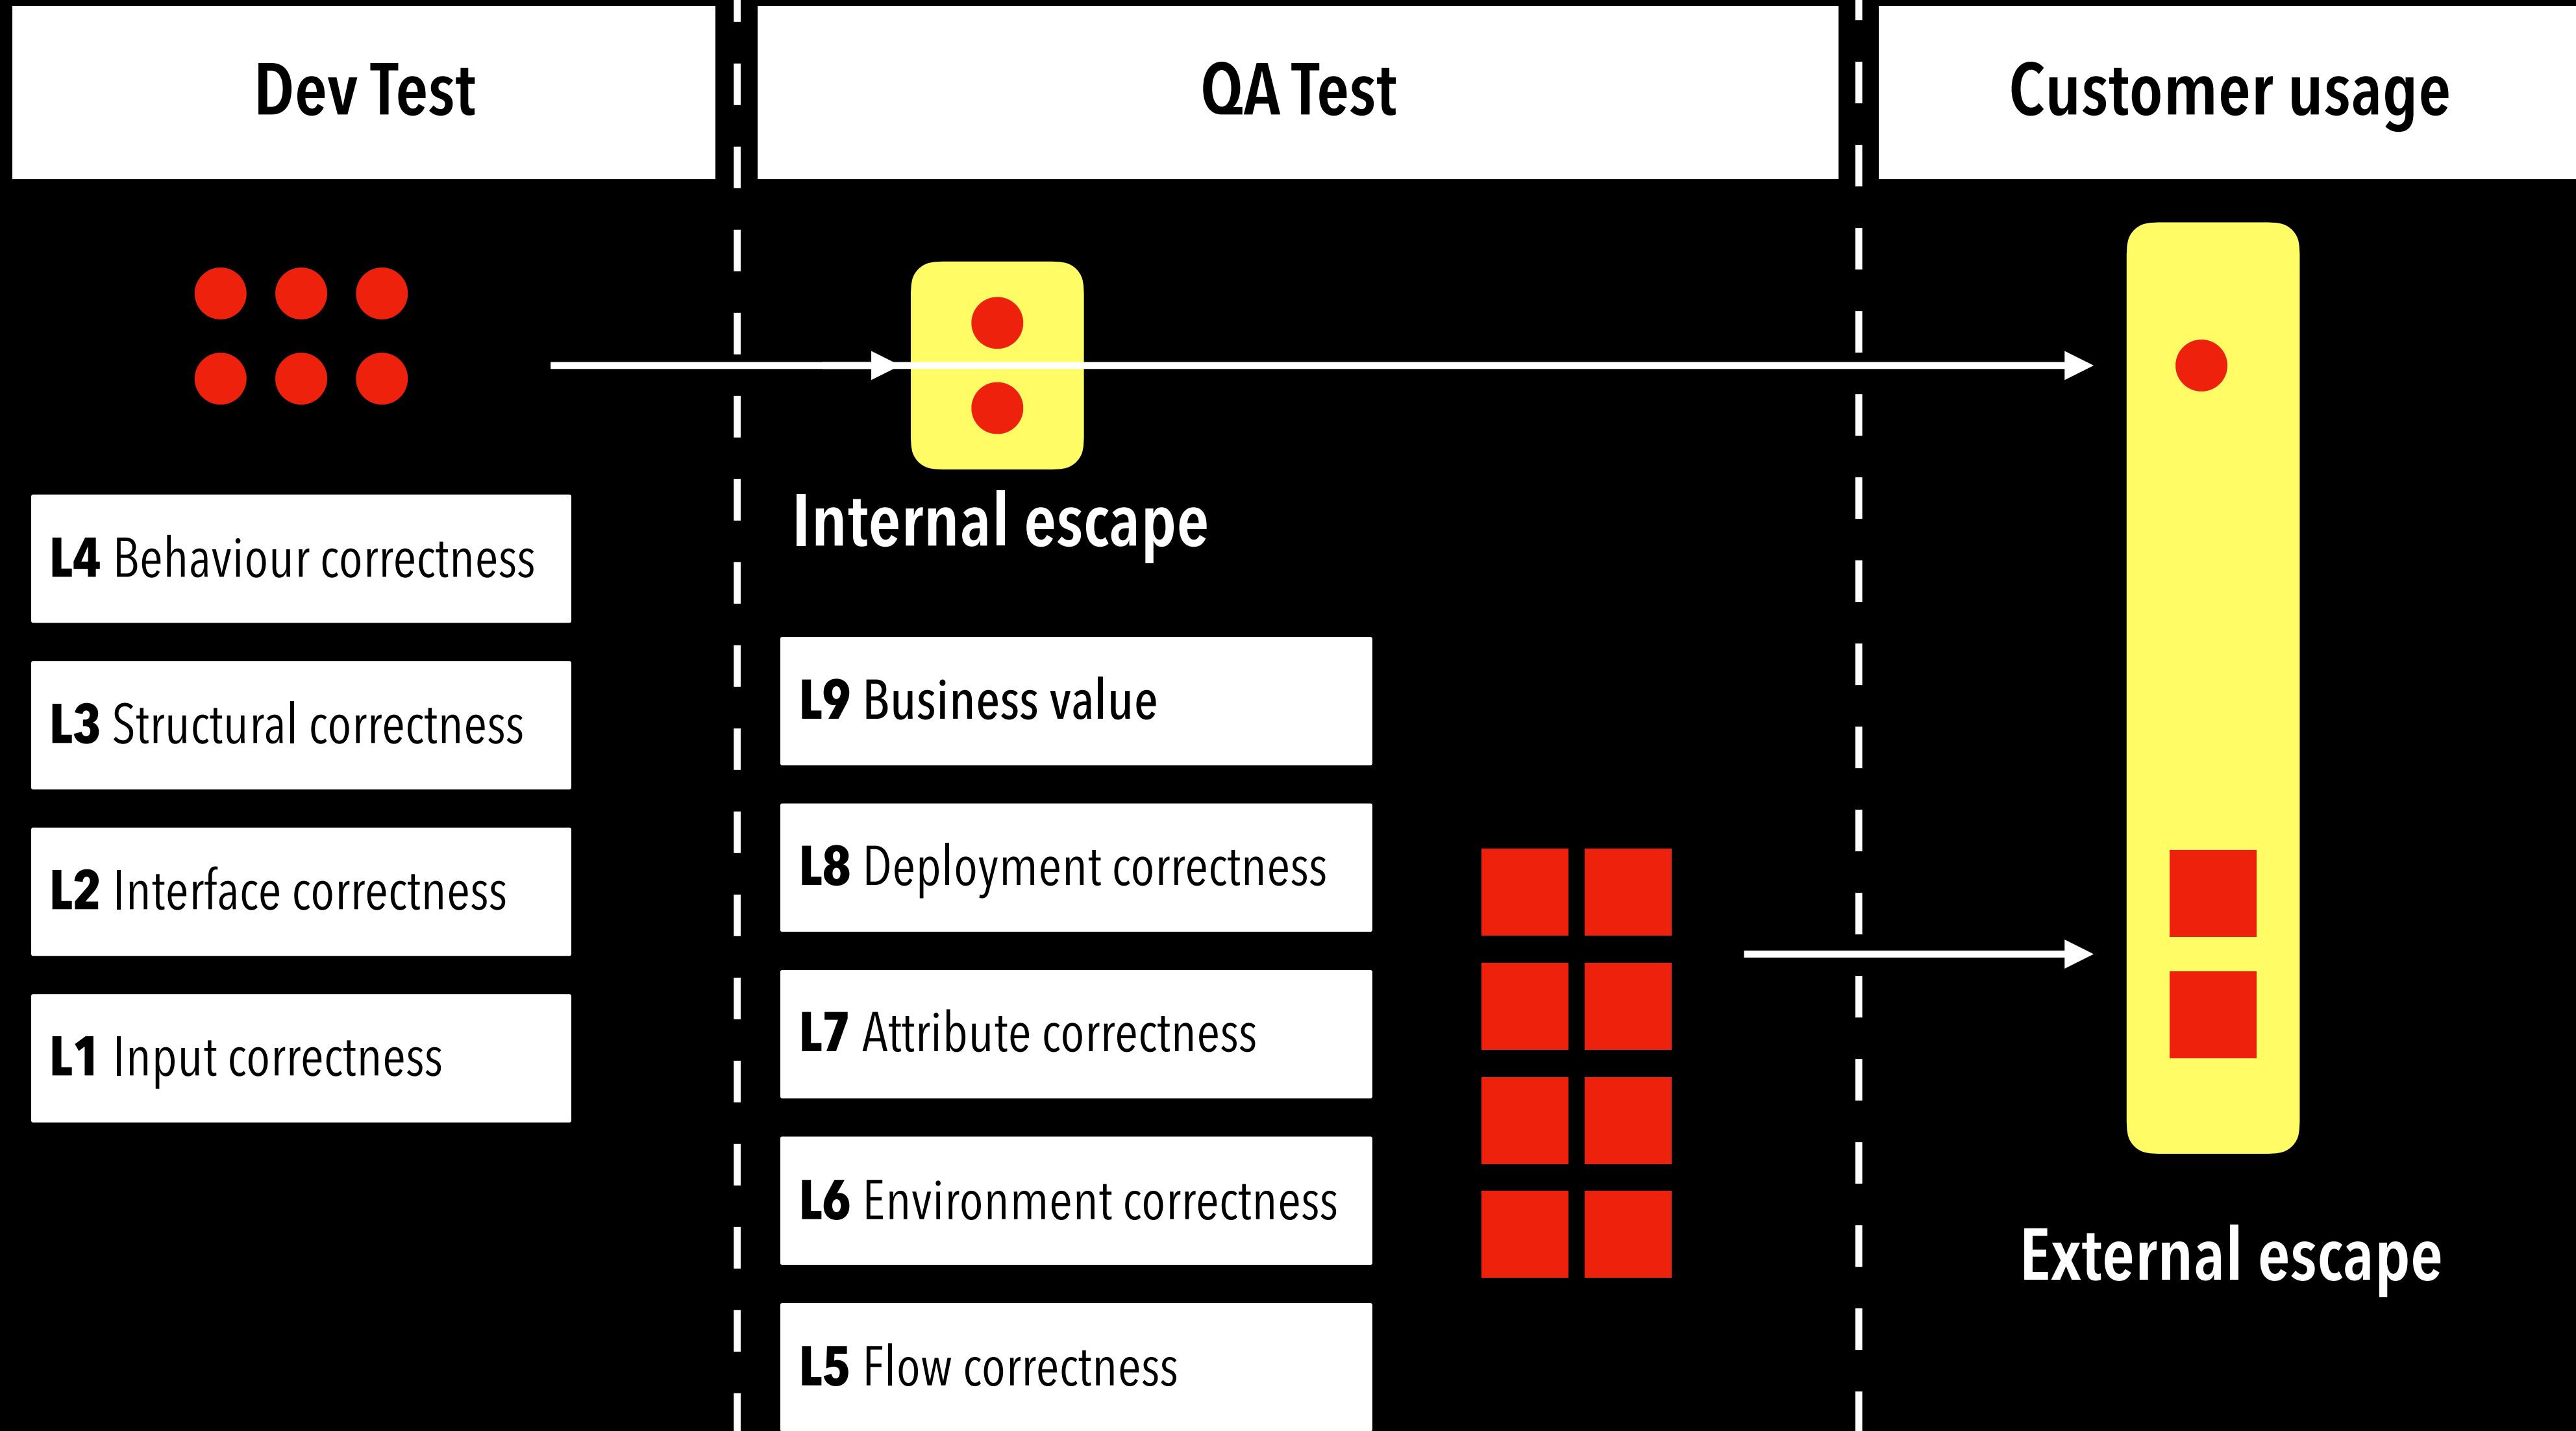 Dev Test
QA Test
Customer usage
Internal escape
L4 Behaviour correctness
L3 Structural correctness
L2 Interface correctness
L1 Input correctness
L9 Business value
L8 Deployment correctness
L7 Attribute correctness
L6 Environment correctness
L5 Flow correctness
External escape